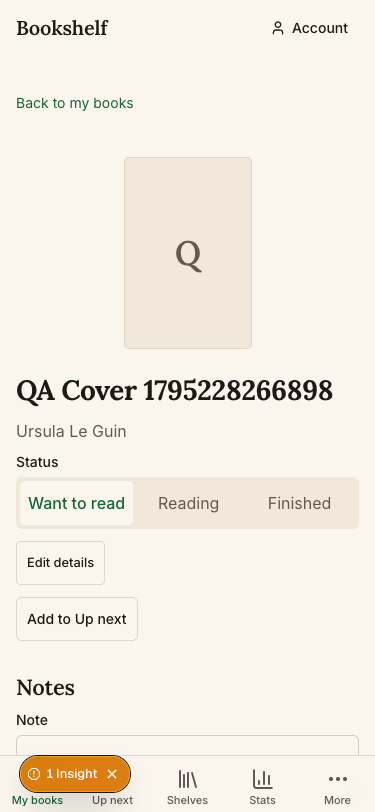 Bookshelf
Account
Back to my books
Q
QA Cover 1795228266898
Ursula Le Guin
Status
Want to read Reading Finished
Edit details
Add to Up next
Notes
Note
1 Insight
My books Up next Shelves Stats More